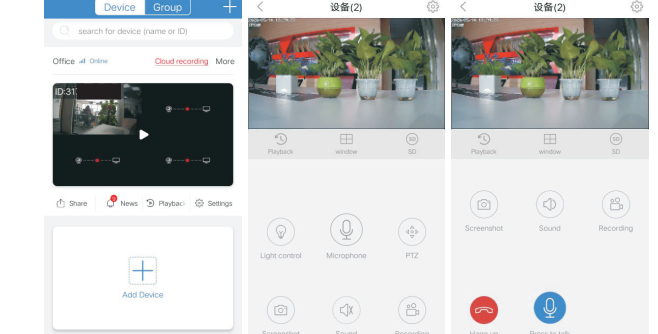 Device Group
search for device (name or ID)
Office Online Cloud recording More
ID:31
Share News Playback Settings
Add Device
设备(2)
Playback window SD
Light control Microphone PTZ
Screenshot Sound Recording
设备(2)
Playback window SD
Screenshot Sound Recording
Hang up Press to talk